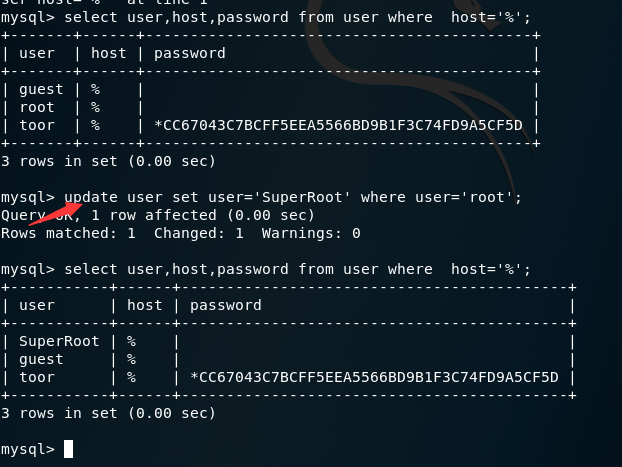 ser host='%'' at line 1
mysql> select user,host,password from user where  host='%';
+-------+------+-------------------------------------------+
| user  | host | password                                  |
+-------+------+-------------------------------------------+
| guest | %    |                                           |
| root  | %    |                                           |
| toor  | %    | *CC67043C7BCFF5EEA5566BD9B1F3C74FD9A5CF5D |
+-------+------+-------------------------------------------+
3 rows in set (0.00 sec)
mysql> update user set user='SuperRoot' where user='root';
Query OK, 1 row affected (0.00 sec)
Rows matched: 1  Changed: 1  Warnings: 0
mysql> select user,host,password from user where  host='%';
+-----------+------+-------------------------------------------+
| user      | host | password                                  |
+-----------+------+-------------------------------------------+
| SuperRoot | %    |                                           |
| guest     | %    |                                           |
| toor      | %    | *CC67043C7BCFF5EEA5566BD9B1F3C74FD9A5CF5D |
+-----------+------+-------------------------------------------+
3 rows in set (0.00 sec)
mysql>